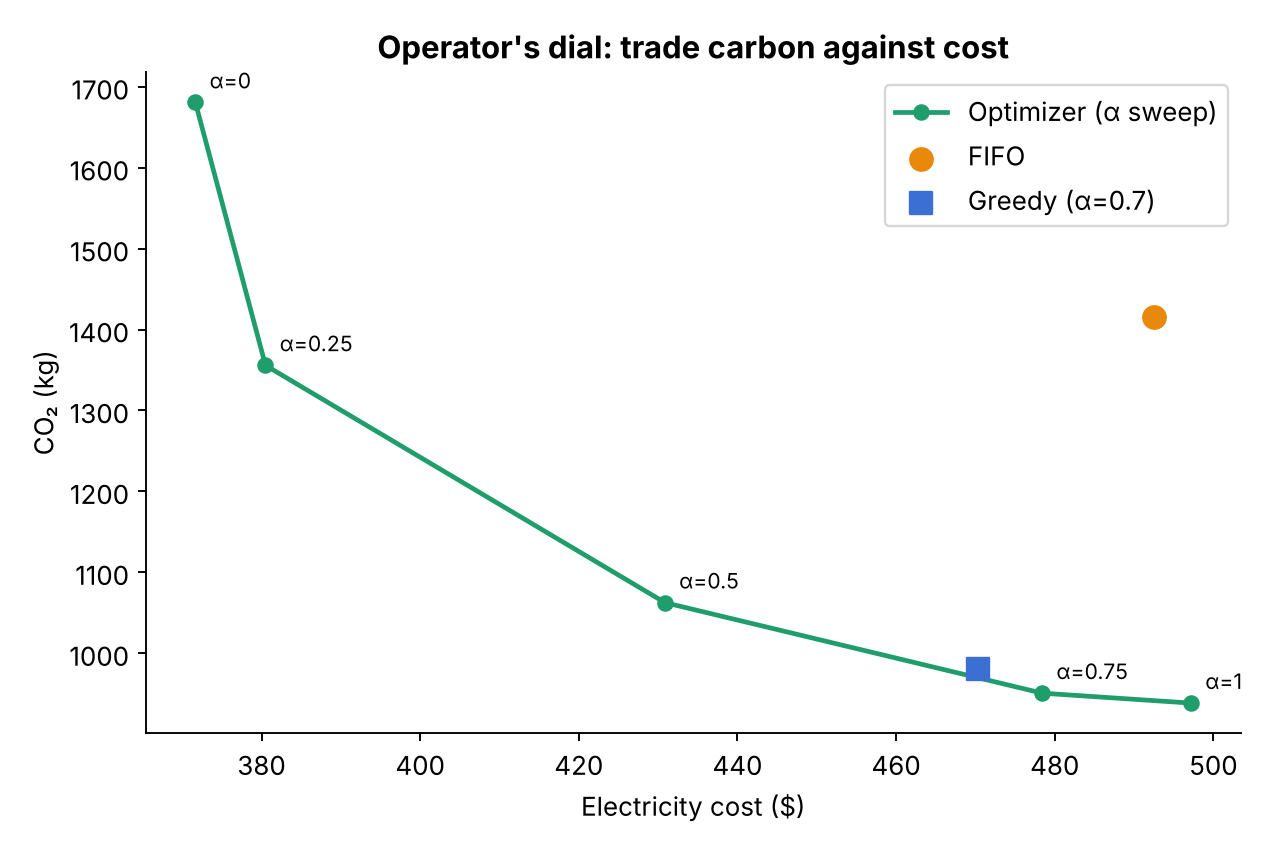 Operator's dial: trade carbon against cost
Optimizer (α sweep)
FIFO
Greedy (α=0.7)
α=0
α=0.25
α=0.5
α=0.75
α=1
CO₂ (kg)
1700
1600
1500
1400
1300
1200
1100
1000
380 400 420 440 460 480 500
Electricity cost ($)